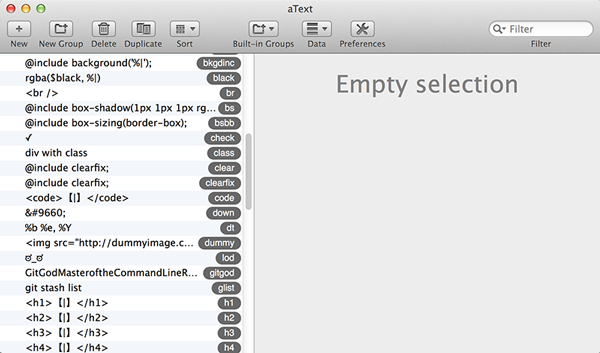 aText
New
New Group
Delete
Duplicate
Sort
Built-in Groups
Data
Preferences
Filter
Filter
@include background('%|'); bkgdinc
rgba($black, %|) black
<br /> br
@include box-shadow(1px 1px 1px rg... bs
@include box-sizing(border-box); bsbb
✓ check
div with class class
@include clearfix; clear
@include clearfix; clearfix
<code>【|】</code> code
&#9660; down
%b %e, %Y dt
<img src="http://dummyimage.c... dummy
ಠ_ಠ lod
GitGodMasteroftheCommandLineR... gitgod
git stash list glist
<h1>【|】</h1> h1
<h2>【|】</h2> h2
<h3>【|】</h3> h3
<h4>【|】</h4> h4
Empty selection